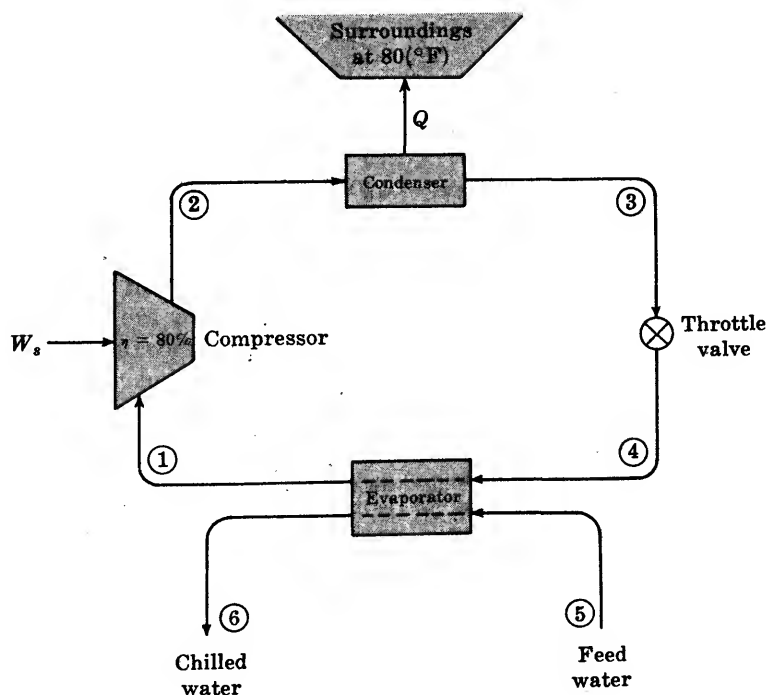 Surroundings
at 80(°F)
Q
Condenser
②
③
W_s
η = 80%
Compressor
Throttle
valve
①
④
Evaporator
⑥
⑤
Chilled
water
Feed
water